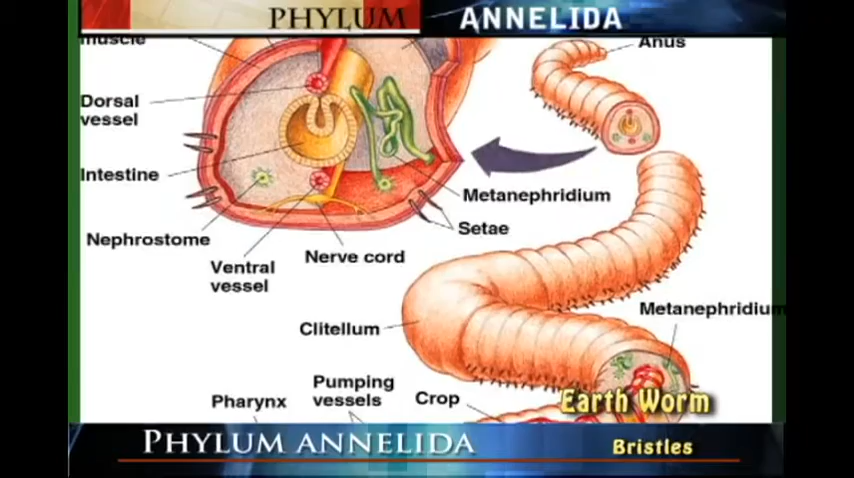 PHYLUM ANNELIDA
muscle
Anus
Dorsal
vessel
Intestine
Metanephridium
Setae
Nephrostome
Nerve cord
Ventral
vessel
Metanephridium
Clitellum
Pumping
vessels
Pharynx
Crop
Earth Worm
PHYLUM ANNELIDA
Bristles